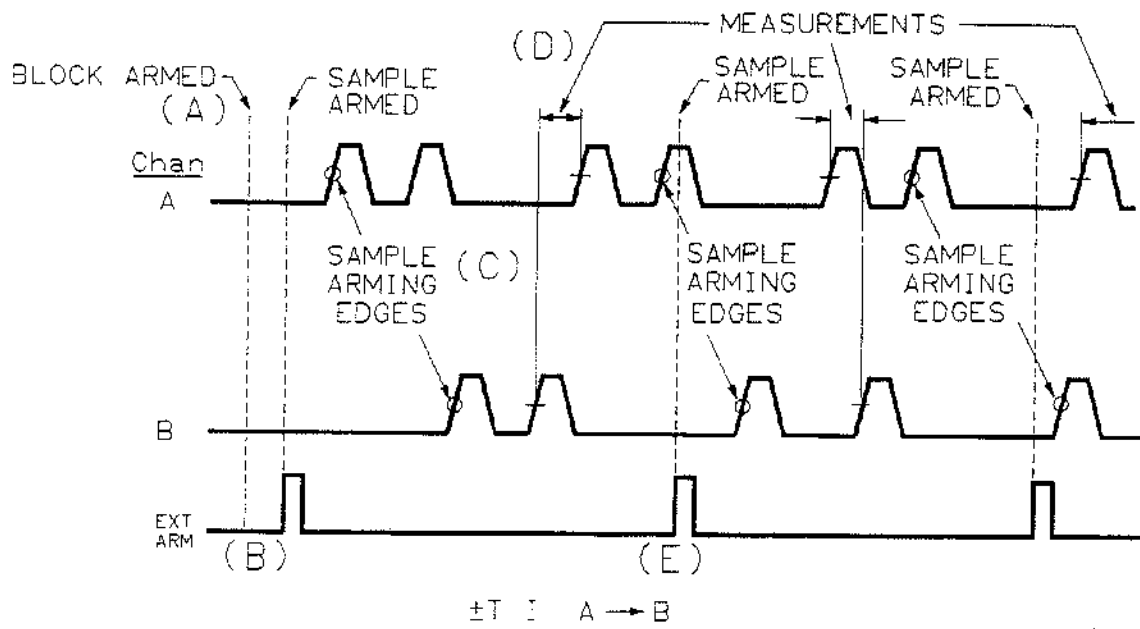 MEASUREMENTS
(D)
BLOCK ARMED
(A)
SAMPLE
ARMED
SAMPLE
ARMED
SAMPLE
ARMED
Chan
A
SAMPLE
ARMING
EDGES
(C)
SAMPLE
ARMING
EDGES
SAMPLE
ARMING
EDGES
B
EXT
ARM
(B)
(E)
±T I A → B